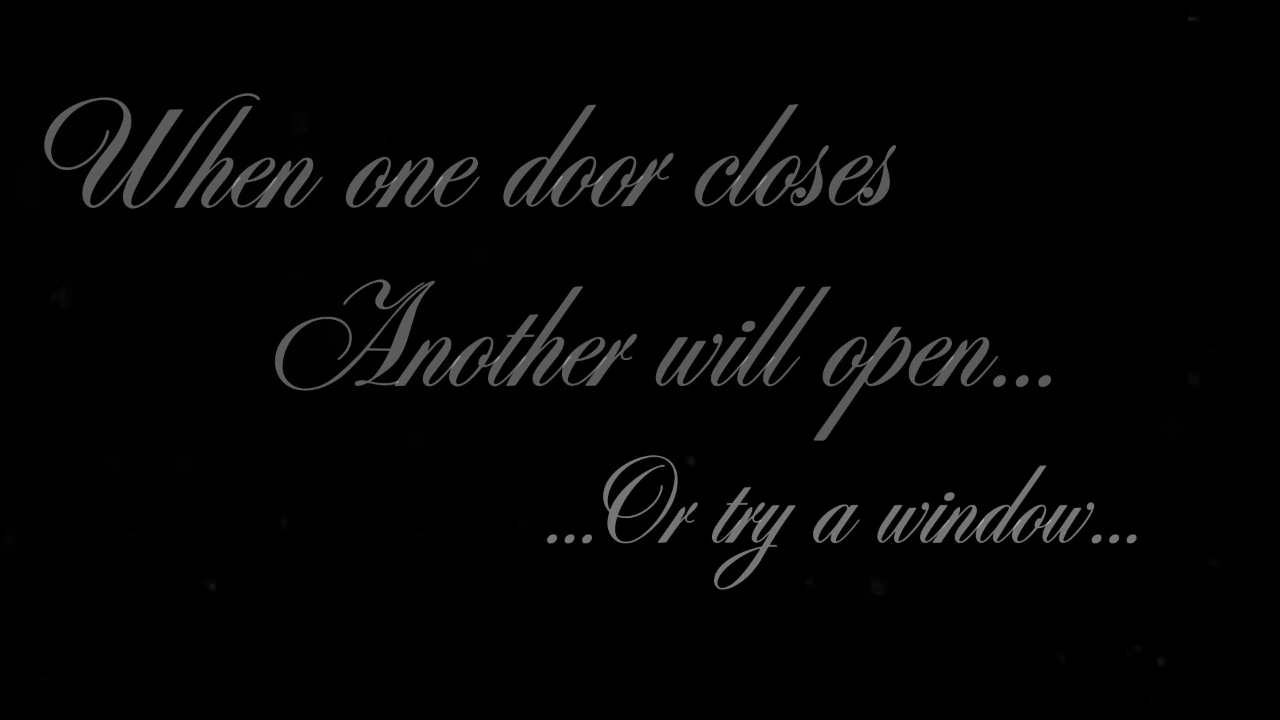 When one door closes
Another will open...
...Or try a window...